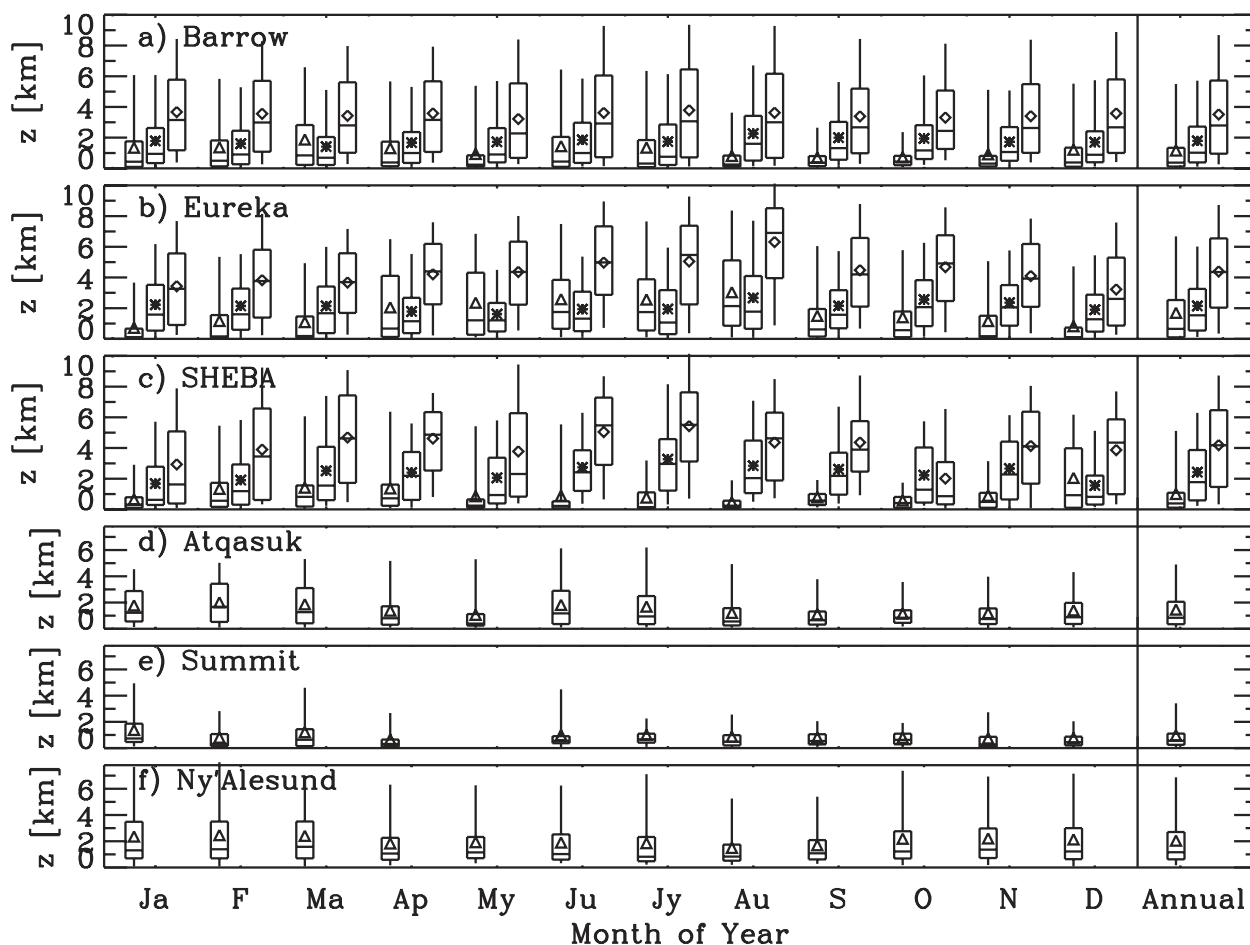 a) Barrow
10
8
6
4
2
0
z [km]
b) Eureka
10
8
6
4
2
0
z [km]
c) SHEBA
10
8
6
4
2
0
z [km]
d) Atqasuk
6
4
2
0
z [km]
e) Summit
6
4
2
0
z [km]
f) Ny'Alesund
6
4
2
0
z [km]
Ja F Ma Ap My Ju Jy Au S O N D Annual
Month of Year